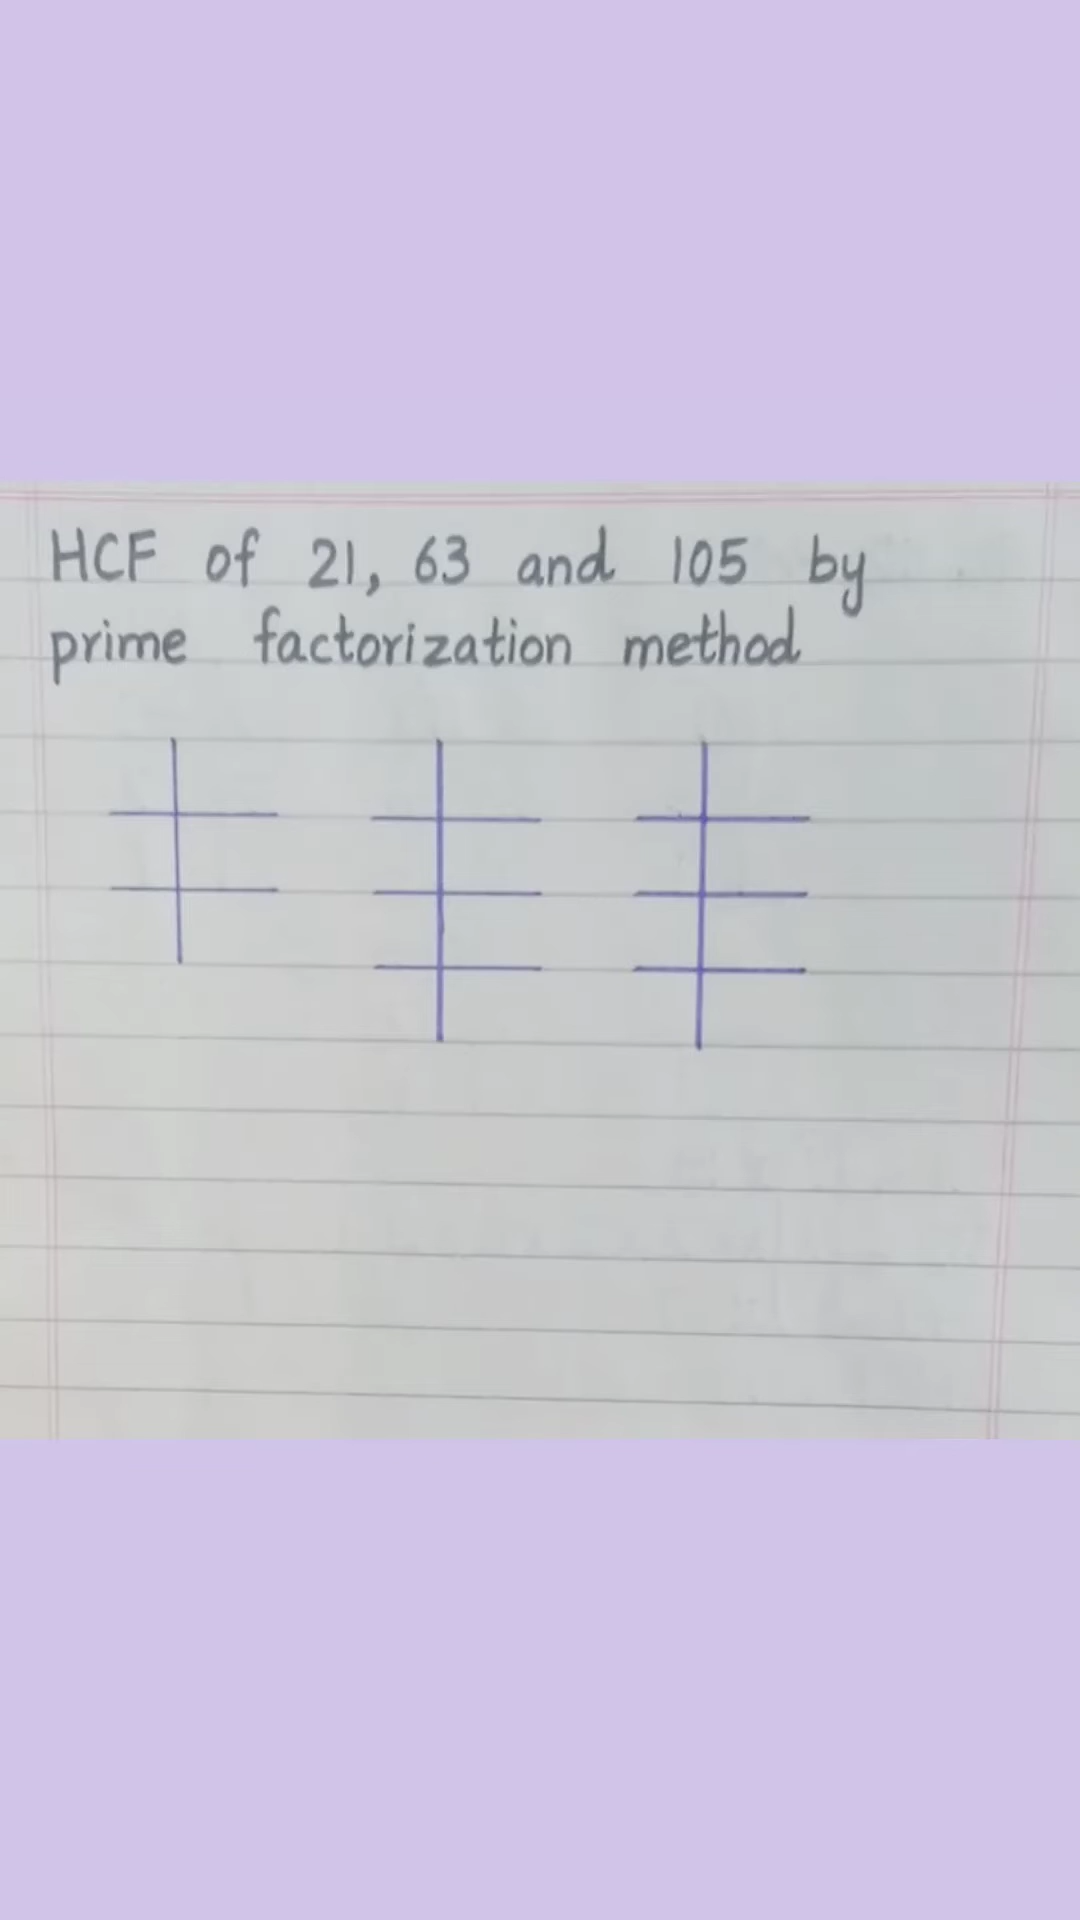 HCF of 21, 63 and 105 by
prime factorization method